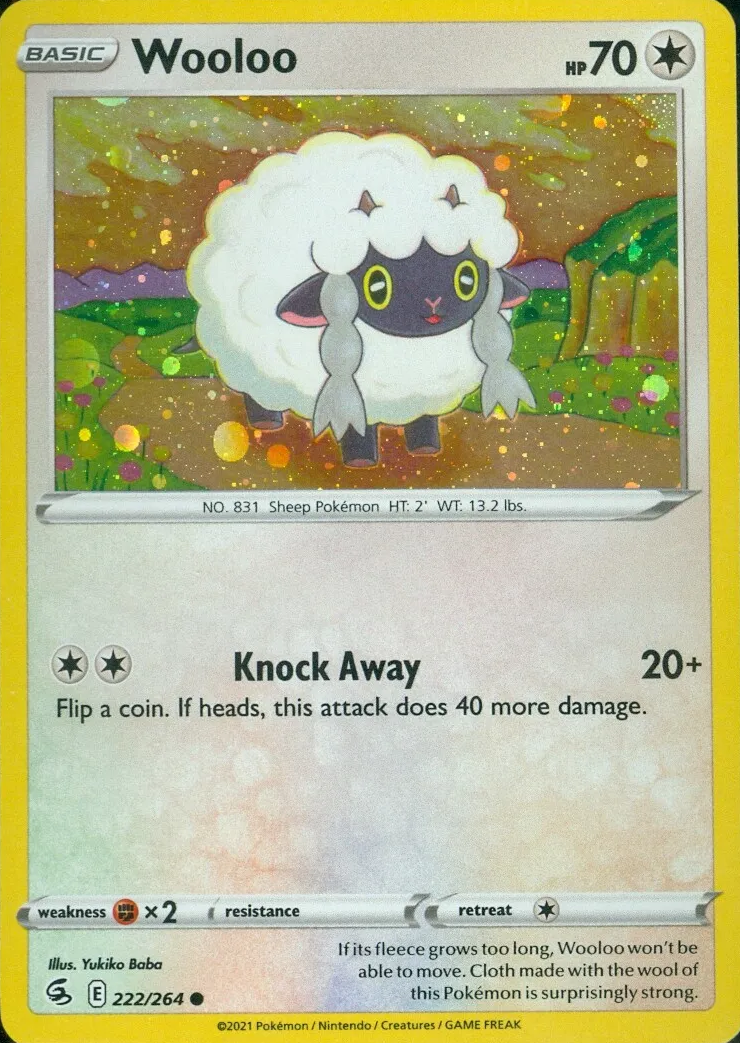 BASIC Wooloo HP 70
NO. 831 Sheep Pokémon HT: 2' WT: 13.2 lbs.
Knock Away 20+
Flip a coin. If heads, this attack does 40 more damage.
weakness ×2 resistance retreat
Illus. Yukiko Baba
If its fleece grows too long, Wooloo won't be
able to move. Cloth made with the wool of
this Pokémon is surprisingly strong.
E 222/264
©2021 Pokémon / Nintendo / Creatures / GAME FREAK